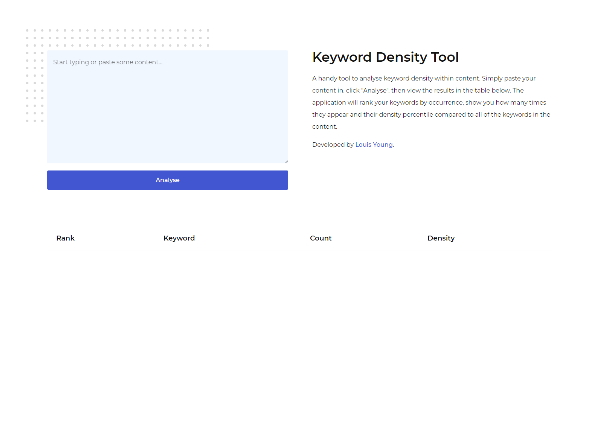 Start typing or paste some content...
Analyse
Keyword Density Tool
A handy tool to analyse keyword density within content. Simply paste your
content in, click "Analyse", then view the results in the table below. The
application will rank your keywords by occurrence, show you how many times
they appear and their density percentile compared to all of the keywords in the
content.
Developed by Louis Young.
Rank Keyword Count Density